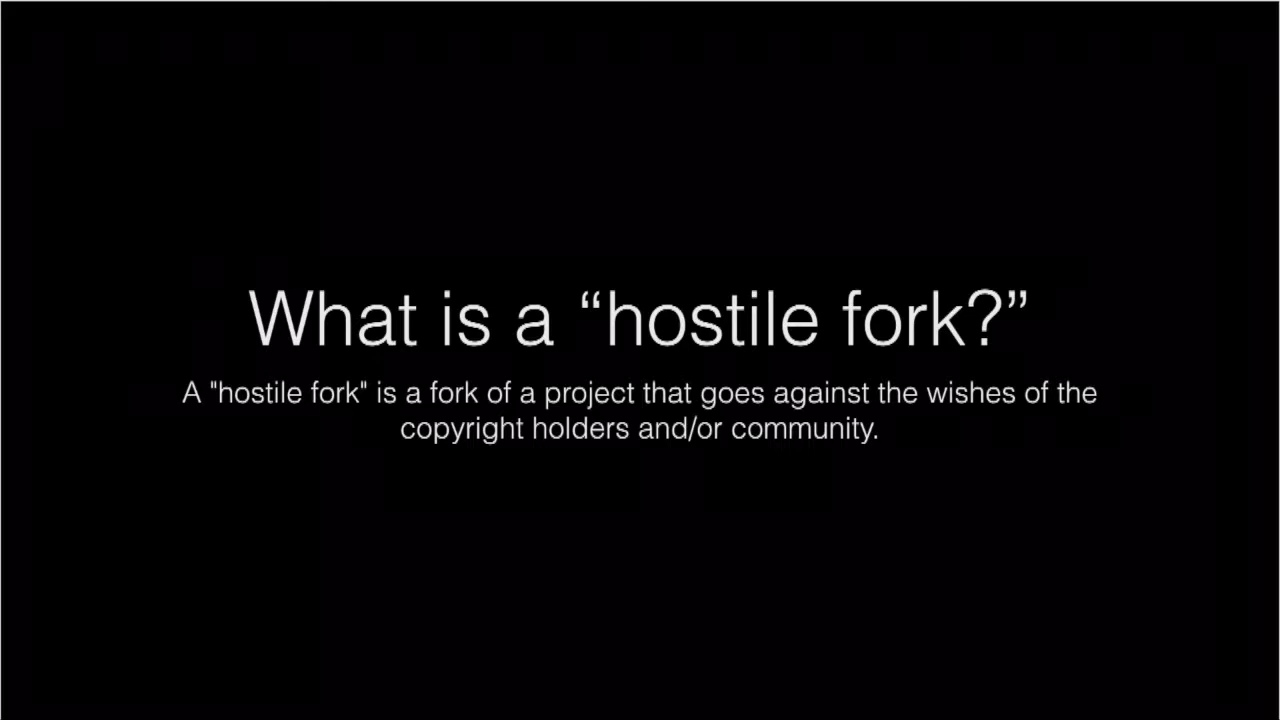 What is a “hostile fork?”
A "hostile fork" is a fork of a project that goes against the wishes of the
copyright holders and/or community.